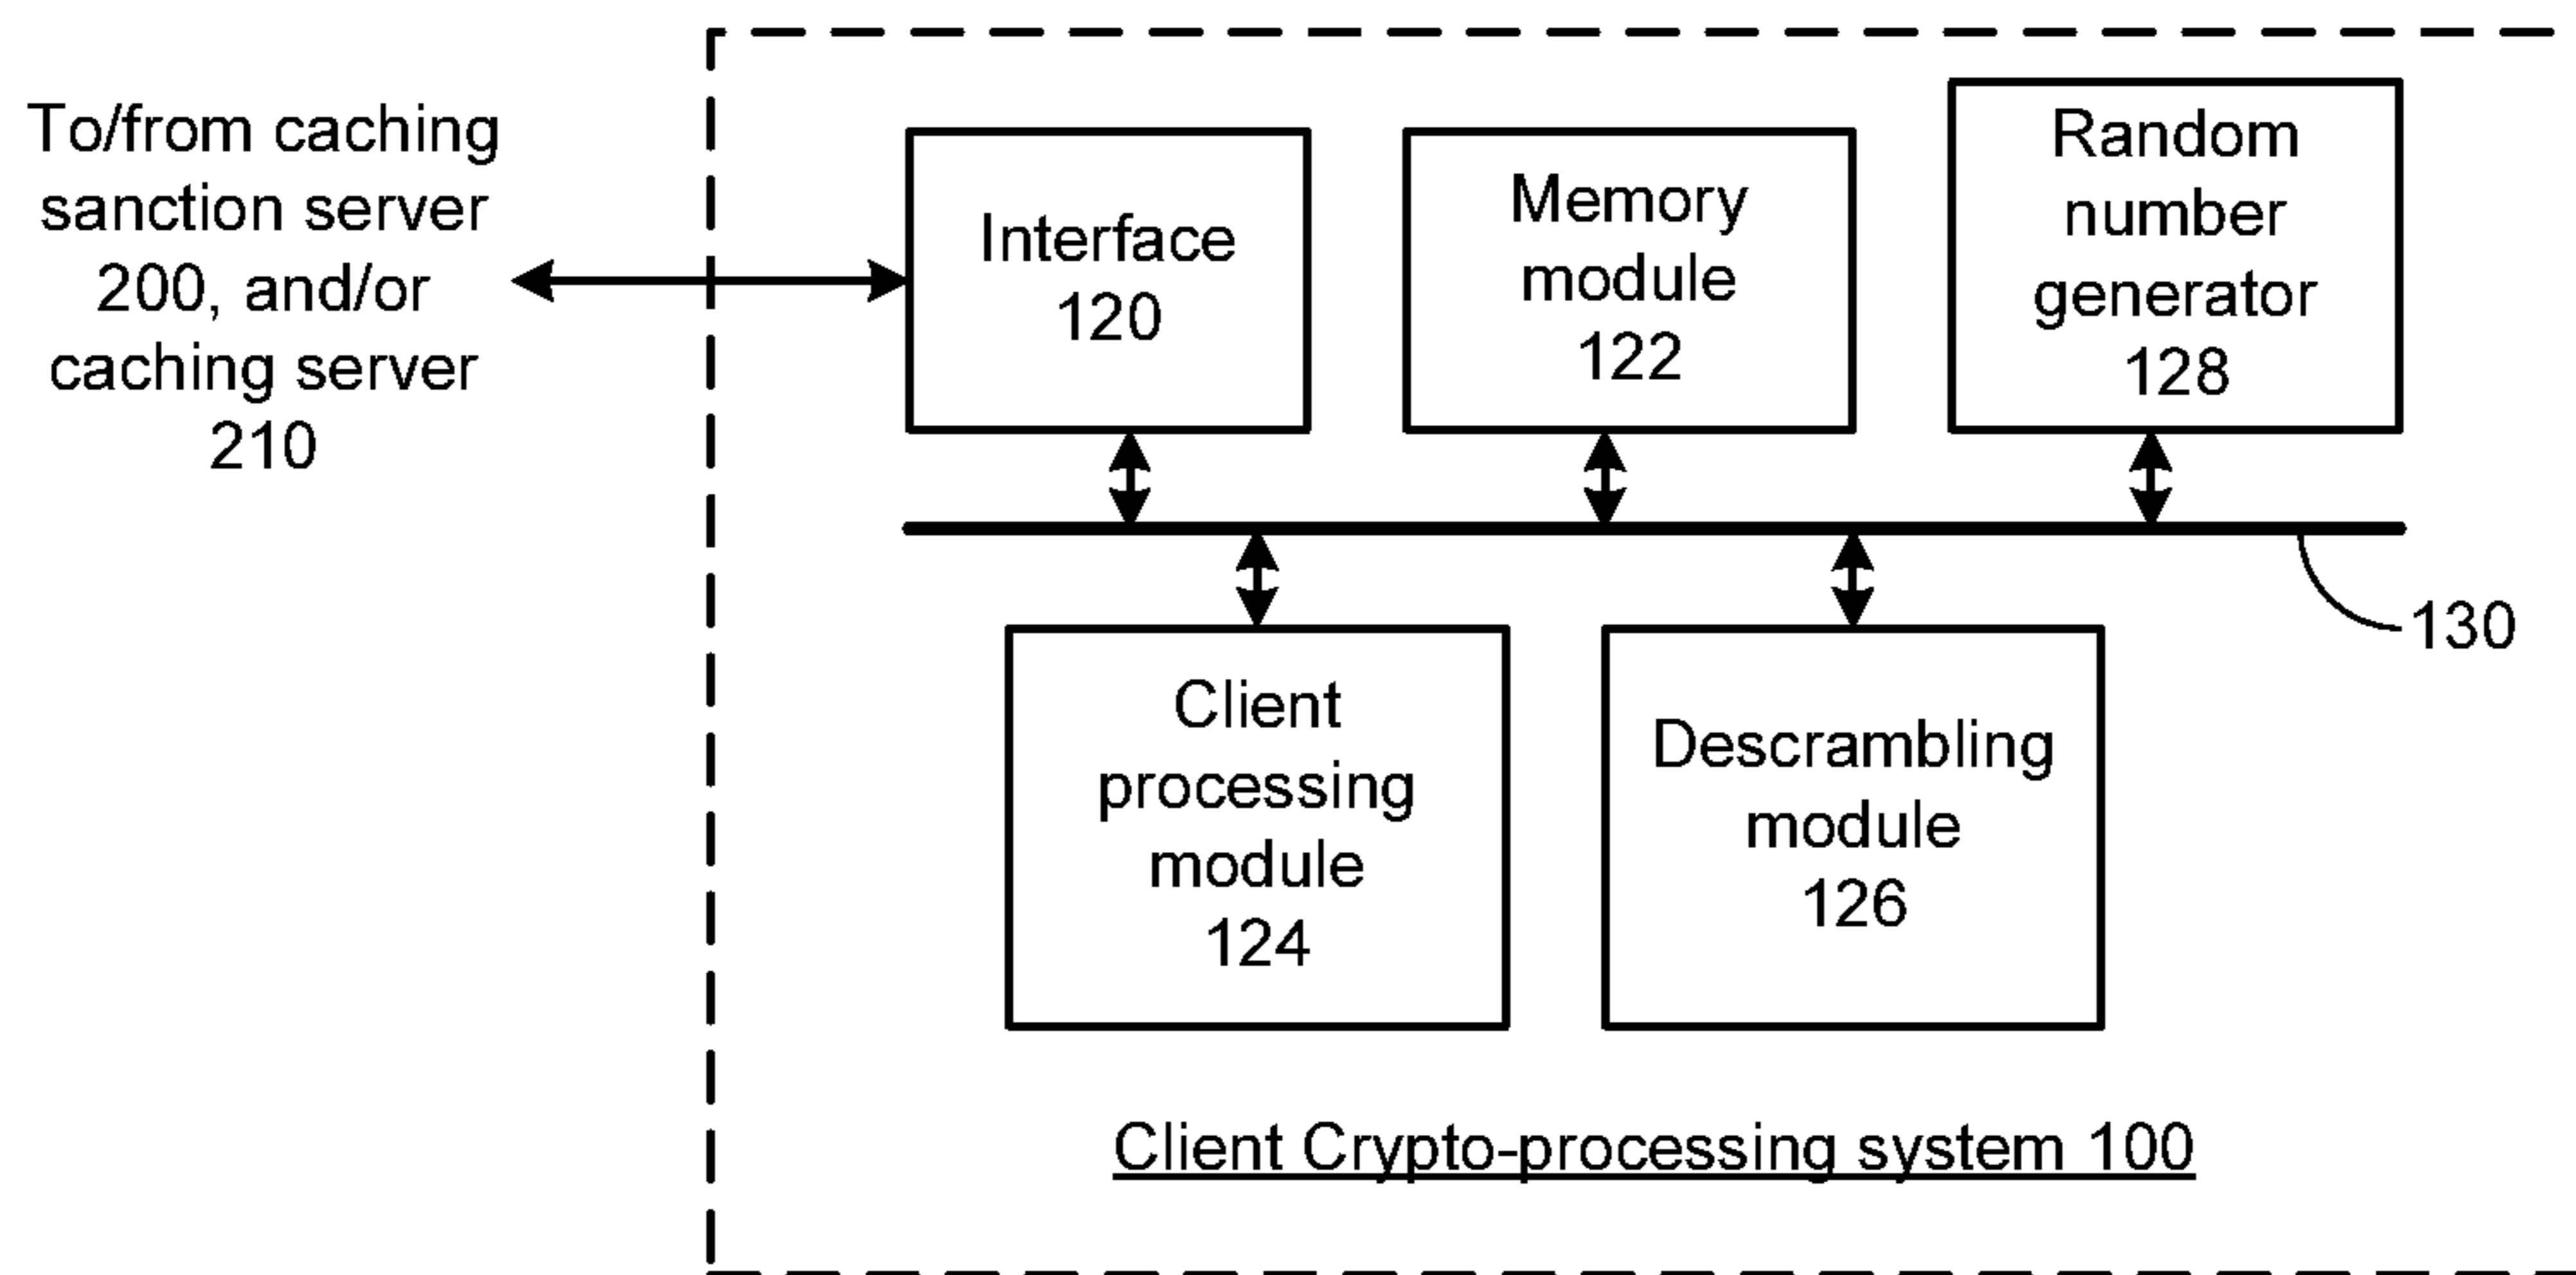 To/from caching
sanction server
200, and/or
caching server
210
Interface
120
Memory
module
122
Random
number
generator
128
130
Client
processing
module
124
Descrambling
module
126
Client Crypto-processing system 100